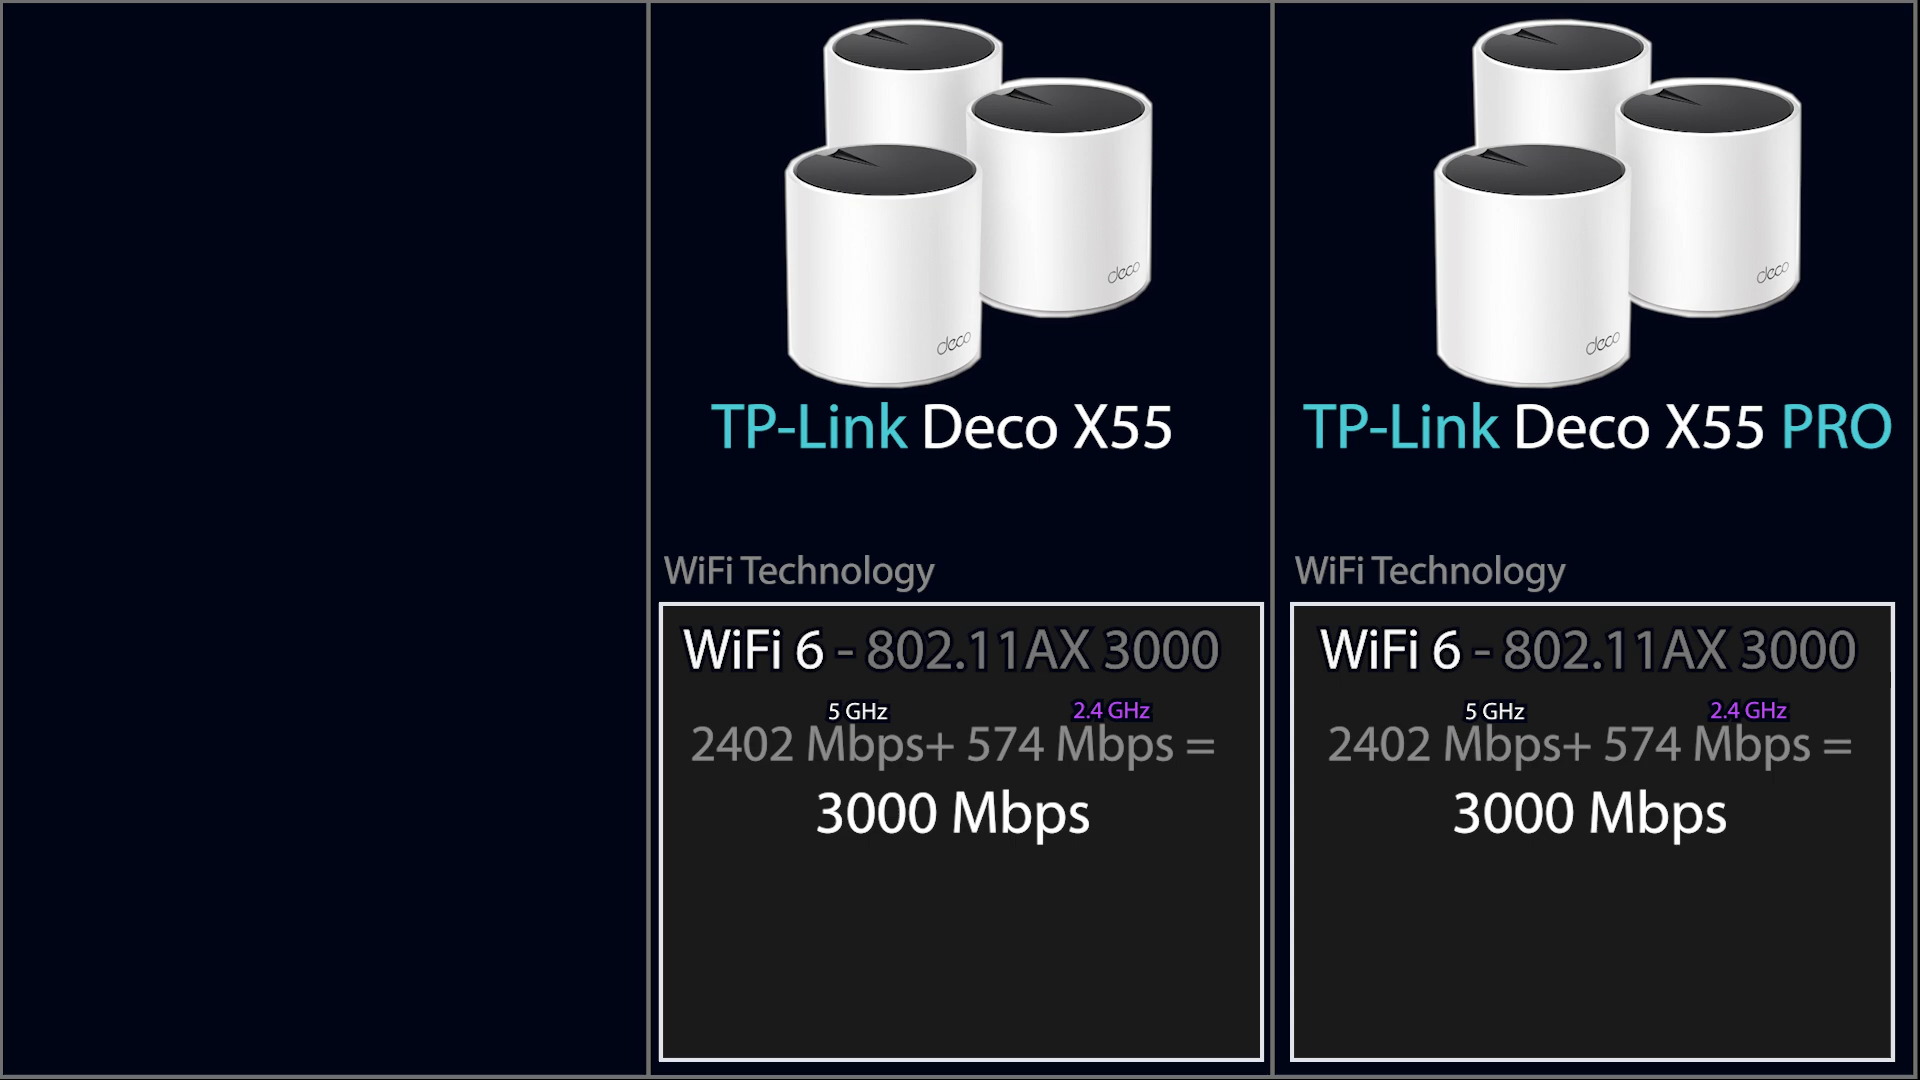 deco
deco
TP-Link Deco X55
WiFi Technology
WiFi 6 - 802.11AX 3000
5 GHz 2.4 GHz
2402 Mbps+ 574 Mbps =
3000 Mbps
deco
deco
TP-Link Deco X55 PRO
WiFi Technology
WiFi 6 - 802.11AX 3000
5 GHz 2.4 GHz
2402 Mbps+ 574 Mbps =
3000 Mbps